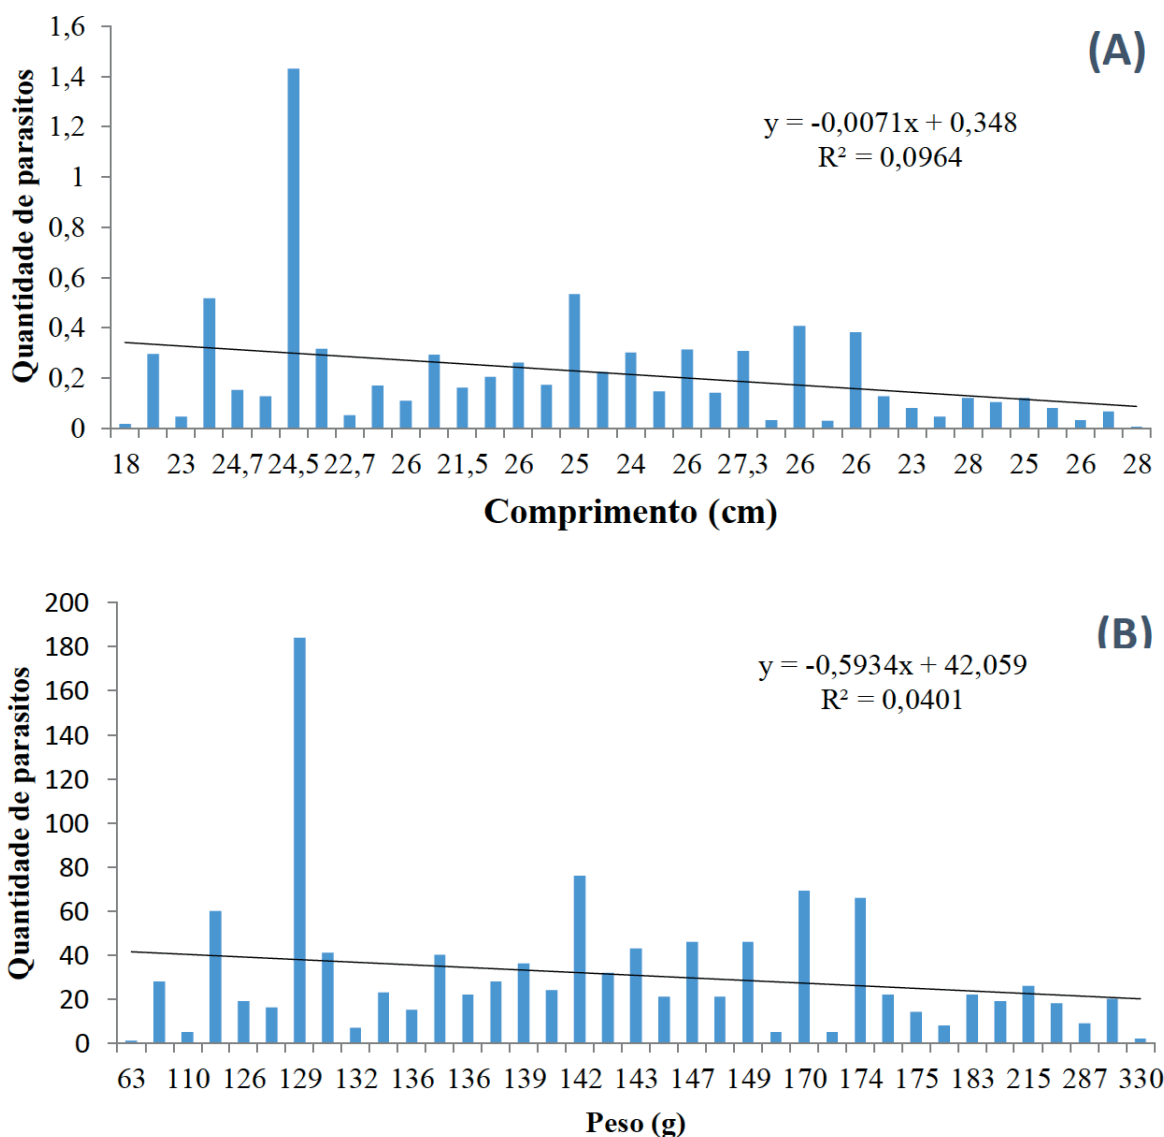 (A)
Quantidade de parasitos
1,6
1,4
1,2
1
0,8
0,6
0,4
0,2
0
y = -0,0071x + 0,348
R² = 0,0964
18 23 24,7 24,5 22,7 26 21,5 26 25 24 26 27,3 26 26 23 28 25 26 28
Comprimento (cm)
(B)
Quantidade de parasitos
200
180
160
140
120
100
80
60
40
20
0
y = -0,5934x + 42,059
R² = 0,0401
63 110 126 129 132 136 136 139 142 143 147 149 170 174 175 183 215 287 330
Peso (g)